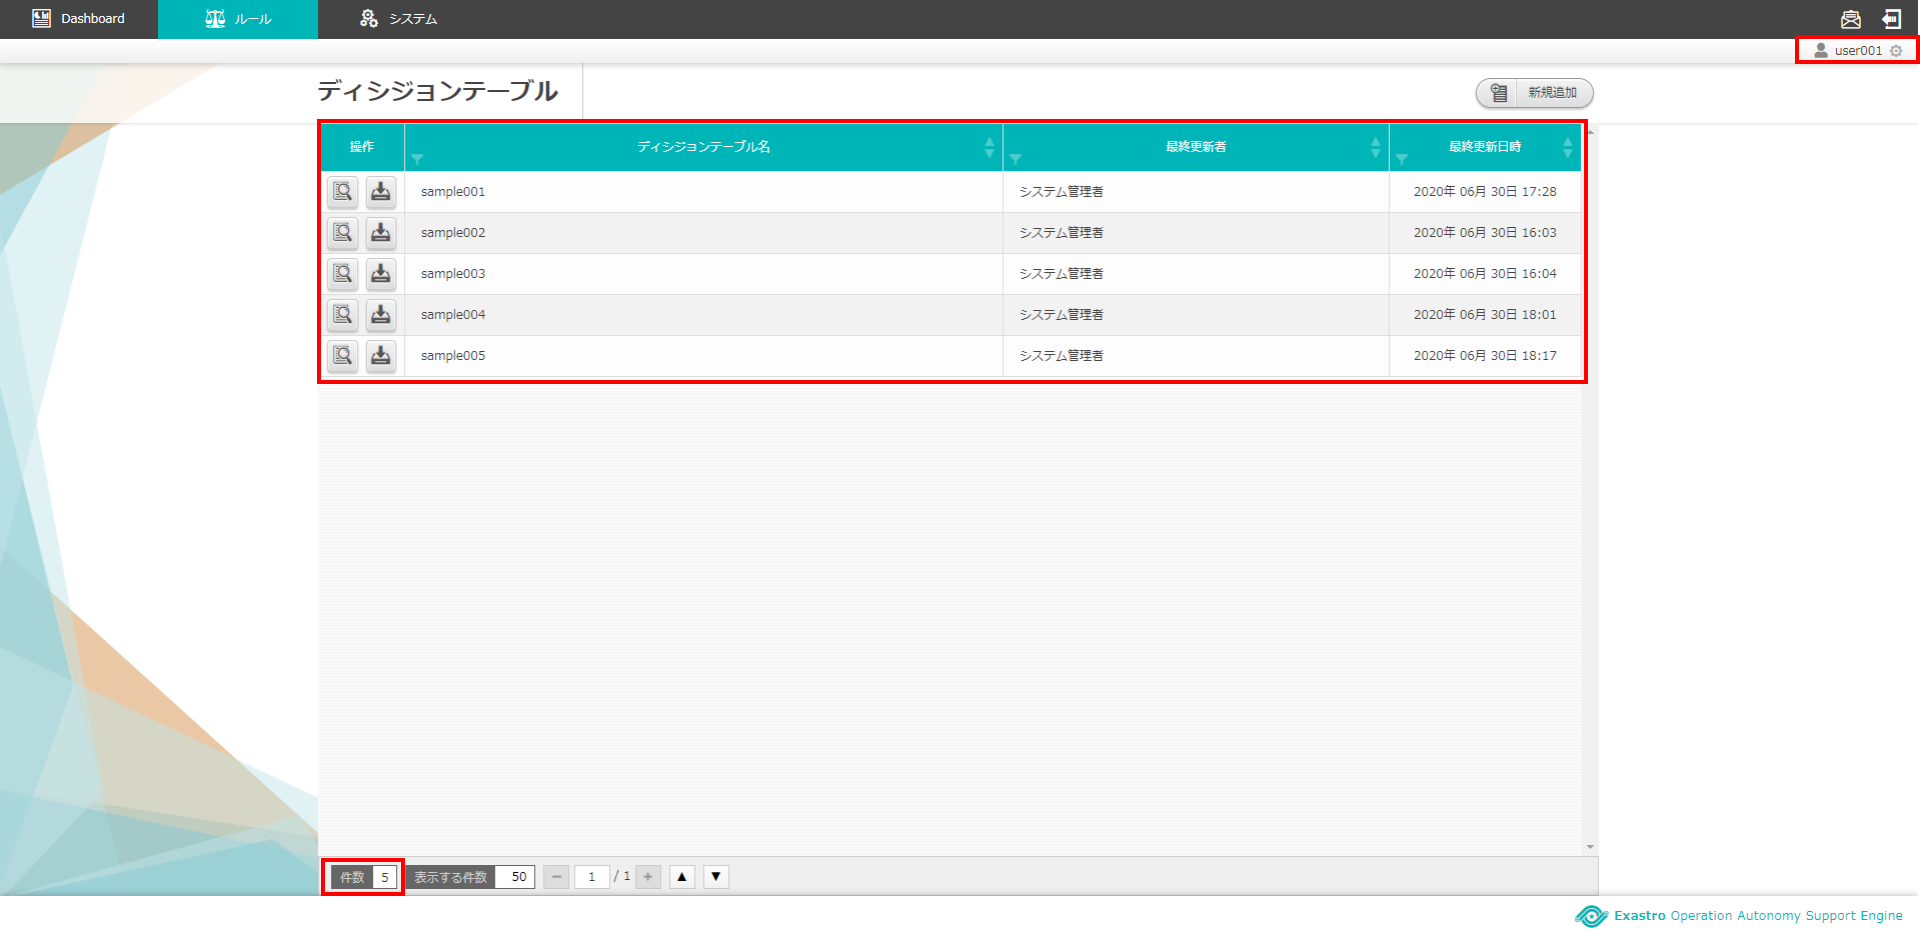 Dashboard ルール システム
user001
ディシジョンテーブル
新規追加
操作 ディシジョンテーブル名 最終更新者 最終更新日時
sample001 システム管理者 2020年 06月 30日 17:28
sample002 システム管理者 2020年 06月 30日 16:03
sample003 システム管理者 2020年 06月 30日 16:04
sample004 システム管理者 2020年 06月 30日 18:01
sample005 システム管理者 2020年 06月 30日 18:17
件数 5 表示する件数 50 − 1 / 1 + ▲ ▼
Exastro Operation Autonomy Support Engine